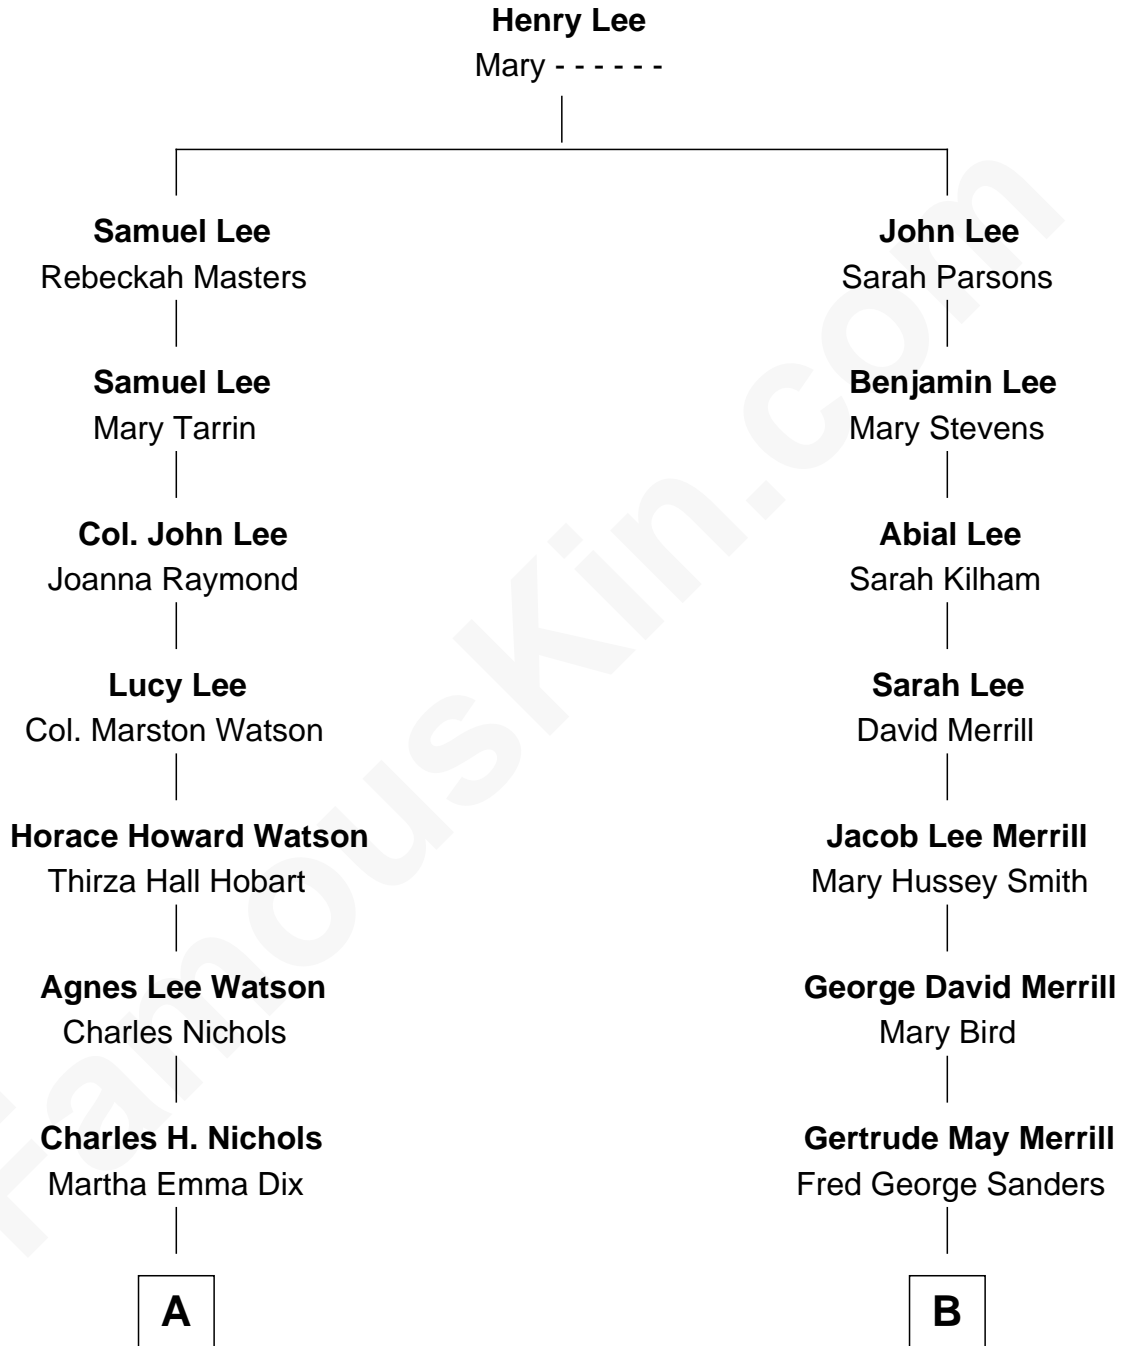 Henry Lee
Mary - - - - - -
Samuel Lee
Rebeckah Masters
John Lee
Sarah Parsons
Samuel Lee
Mary Tarrin
Benjamin Lee
Mary Stevens
Col. John Lee
Joanna Raymond
Abial Lee
Sarah Kilham
Lucy Lee
Col. Marston Watson
Sarah Lee
David Merrill
Horace Howard Watson
Thirza Hall Hobart
Jacob Lee Merrill
Mary Hussey Smith
Agnes Lee Watson
Charles Nichols
George David Merrill
Mary Bird
Charles H. Nichols
Martha Emma Dix
Gertrude May Merrill
Fred George Sanders
A
B
FamousKin.com